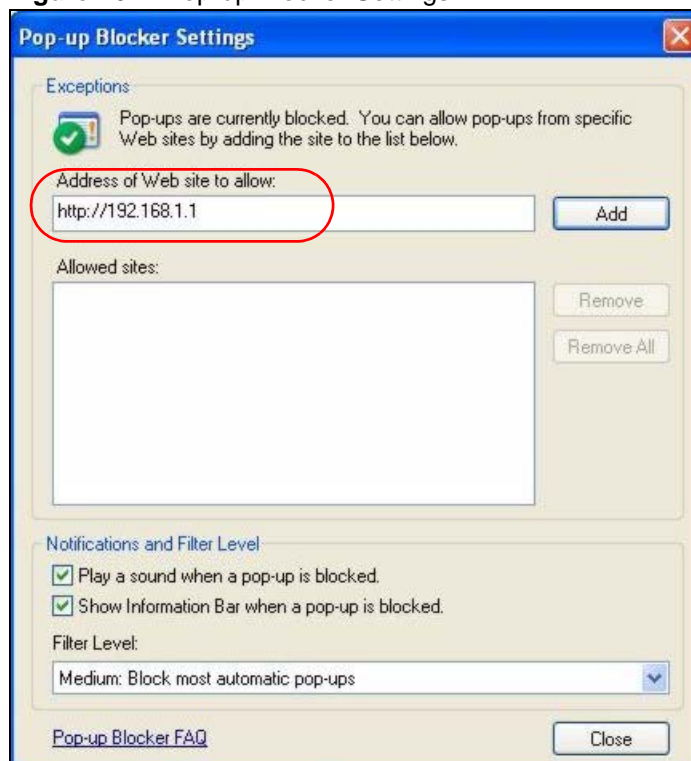 Pop-up Blocker Settings
Exceptions
Pop-ups are currently blocked. You can allow pop-ups from specific
Web sites by adding the site to the list below.
Address of Web site to allow:
http://192.168.1.1
Add
Allowed sites:
Remove
Remove All
Notifications and Filter Level
Play a sound when a pop-up is blocked.
Show Information Bar when a pop-up is blocked.
Filter Level:
Medium: Block most automatic pop-ups
Pop-up Blocker FAQ
Close